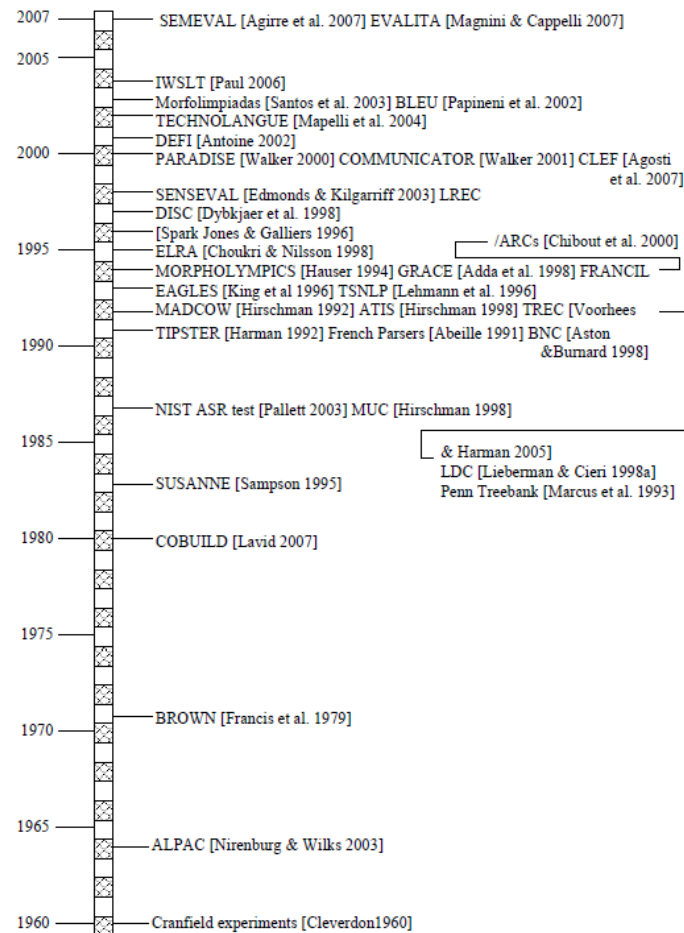 2007
SEMEVAL [Agirre et al. 2007] EVALITA [Magnini & Cappelli 2007]
2005
IWSLT [Paul 2006]
Morfolimpiadas [Santos et al. 2003] BLEU [Papineni et al. 2002]
TECHNOLANGUE [Mapelli et al. 2004]
DEFI [Antoine 2002]
2000
PARADISE [Walker 2000] COMMUNICATOR [Walker 2001] CLEF [Agosti
et al. 2007]
SENSEVAL [Edmonds & Kilgarriff 2003] LREC
DISC [Dybkjaer et al. 1998]
[Spark Jones & Galliers 1996]
1995
ELRA [Choukri & Nilsson 1998]
/ARCs [Chibout et al. 2000]
MORPHOLYMPICS [Hauser 1994] GRACE [Adda et al. 1998] FRANCIL
EAGLES [King et al 1996] TSNLP [Lehmann et al. 1996]
MADCOW [Hirschman 1992] ATIS [Hirschman 1998] TREC [Voorhees
TIPSTER [Harman 1992] French Parsers [Abeille 1991] BNC [Aston
&Burnard 1998]
1990
NIST ASR test [Pallett 2003] MUC [Hirschman 1998]
1985
& Harman 2005]
LDC [Lieberman & Cieri 1998a]
Penn Treebank [Marcus et al. 1993]
SUSANNE [Sampson 1995]
1980
COBUILD [Lavid 2007]
1975
BROWN [Francis et al. 1979]
1970
1965
ALPAC [Nirenburg & Wilks 2003]
1960
Cranfield experiments [Cleverdon1960]